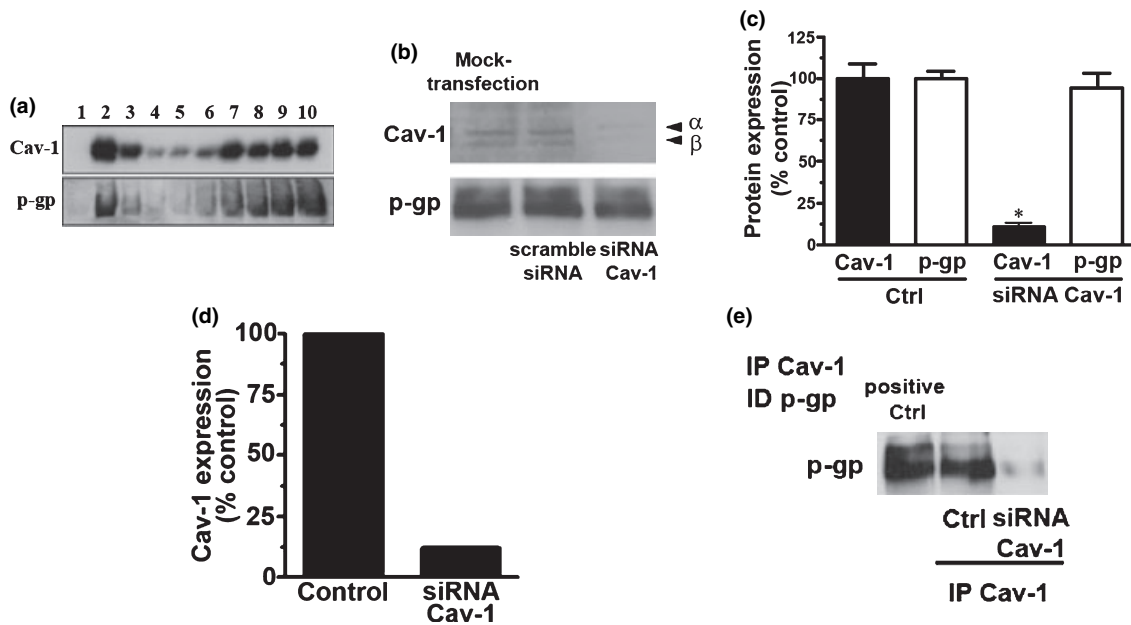 (a)
1 2 3 4 5 6 7 8 9 10
Cav-1
p-gp
(b)
Mock-
transfection
Cav-1
α
β
p-gp
scramble siRNA
siRNA Cav-1
(c)
Protein expression
(% control)
125
100
75
50
25
0
*
Cav-1 p-gp Cav-1 p-gp
Ctrl siRNA Cav-1
(d)
Cav-1 expression
(% control)
100
75
50
25
0
Control siRNA
Cav-1
(e)
IP Cav-1
ID p-gp
positive
Ctrl
p-gp
Ctrl siRNA
Cav-1
IP Cav-1